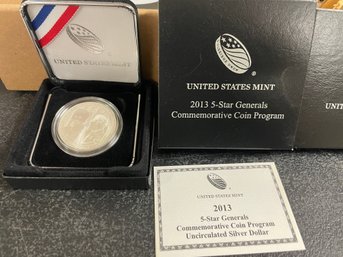 UNITED STATES MINT
UNITED STATES MINT
2013 5-Star Generals
Commemorative Coin Program
UNITED STATES MINT
2013
5-Star Generals
Commemorative Coin Program
Uncirculated Silver Dollar